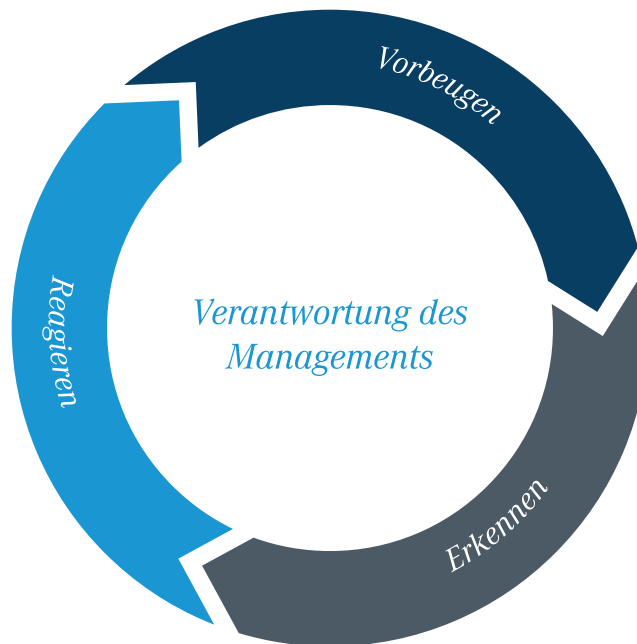 Vorbeugen
Reagieren
Verantwortung des
Managements
Erkennen